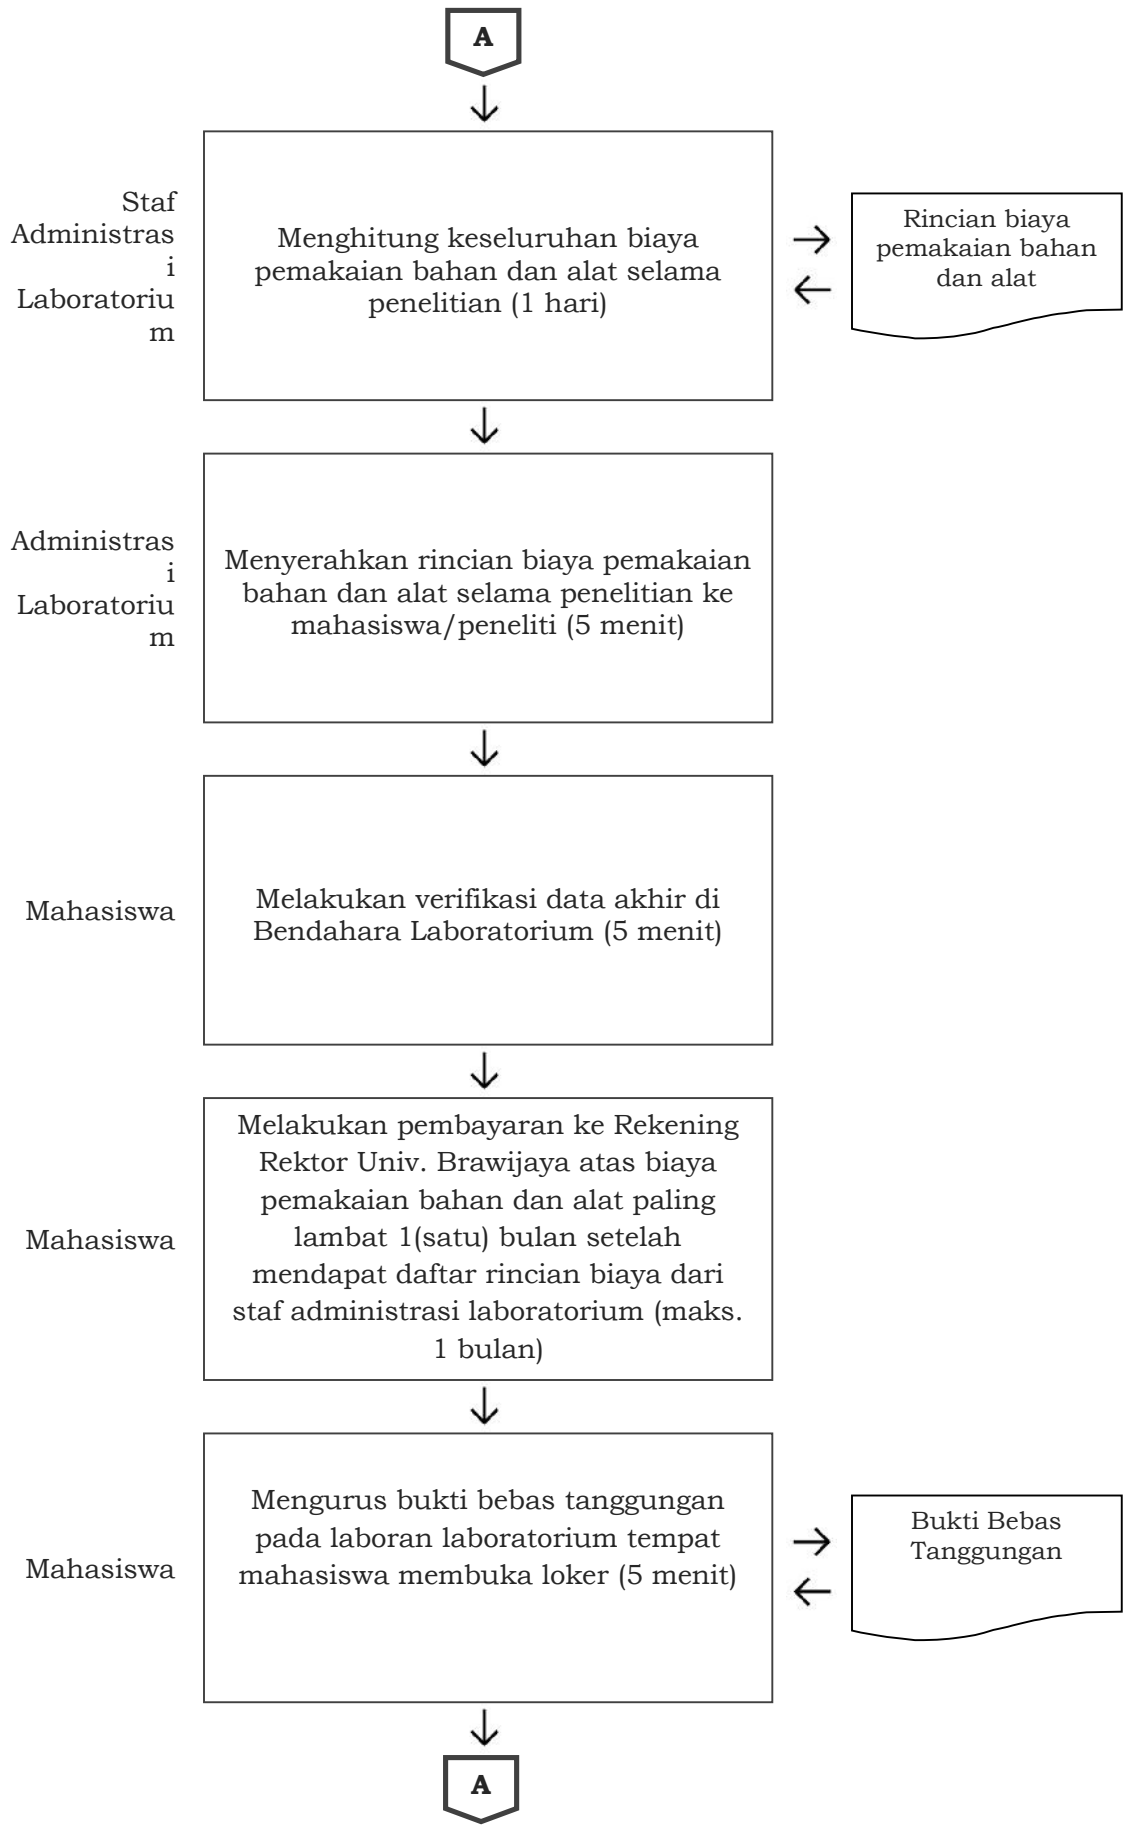 A
Staf
Administras
i
Laboratoriu
m
Menghitung keseluruhan biaya
pemakaian bahan dan alat selama
penelitian (1 hari)
Rincian biaya
pemakaian bahan
dan alat
Administras
i
Laboratoriu
m
Menyerahkan rincian biaya pemakaian
bahan dan alat selama penelitian ke
mahasiswa/peneliti (5 menit)
Mahasiswa
Melakukan verifikasi data akhir di
Bendahara Laboratorium (5 menit)
Mahasiswa
Melakukan pembayaran ke Rekening
Rektor Univ. Brawijaya atas biaya
pemakaian bahan dan alat paling
lambat 1(satu) bulan setelah
mendapat daftar rincian biaya dari
staf administrasi laboratorium (maks.
1 bulan)
Mahasiswa
Mengurus bukti bebas tanggungan
pada laboran laboratorium tempat
mahasiswa membuka loker (5 menit)
Bukti Bebas
Tanggungan
A